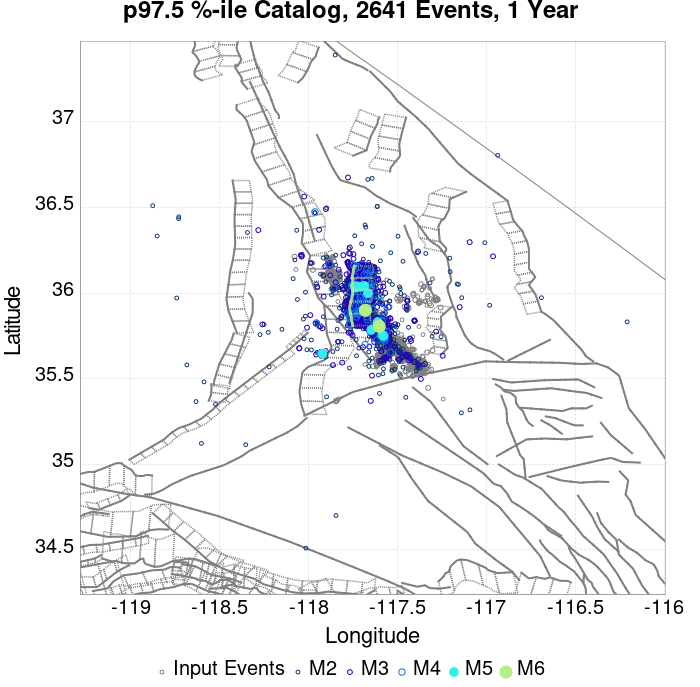 p97.5 %-ile Catalog, 2641 Events, 1 Year
37
36.5
36
35.5
35
34.5
Latitude
-119 -118.5 -118 -117.5 -117 -116.5 -116
Longitude
Input Events M2 M3 M4 M5 M6